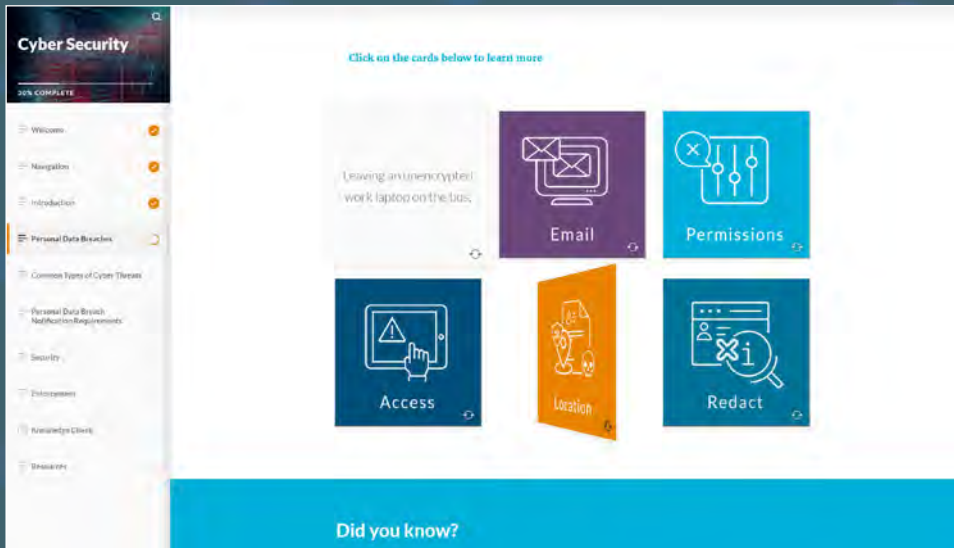 Cyber Security
20% COMPLETE
Welcome
Navigation
Introduction
Personal Data Breaches
Common Types of Cyber Threats
Personal Data Breach
Notification Requirements
Security
Enforcement
Knowledge Check
Resources
Click on the cards below to learn more
Leaving an unencrypted
work laptop on the bus.
Email
Permissions
Access
Location
Redact
Did you know?